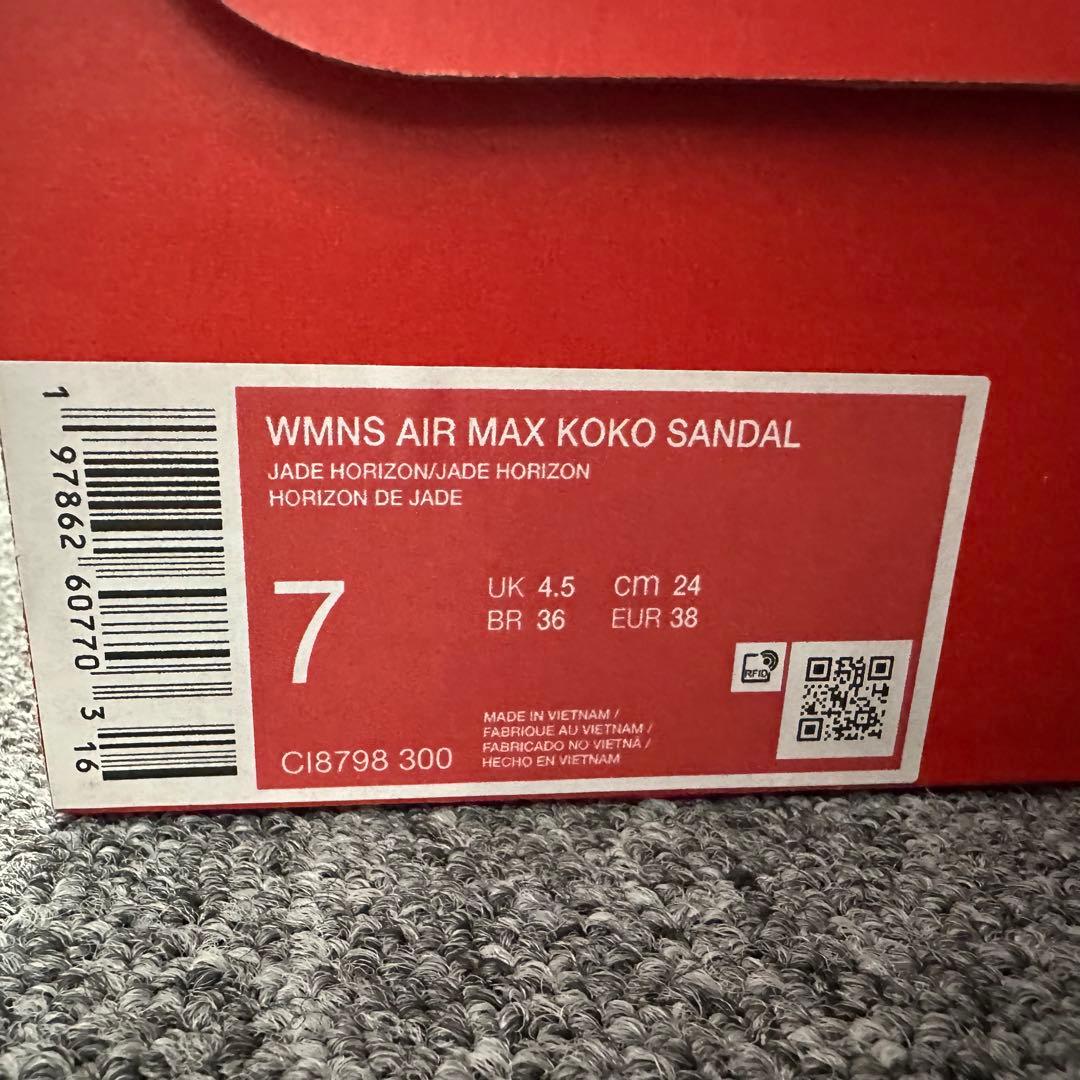 WMNS AIR MAX KOKO SANDAL
JADE HORIZON/JADE HORIZON
HORIZON DE JADE
7
UK 4.5 cm 24
BR 36 EUR 38
RFID
MADE IN VIETNAM /
FABRIQUE AU VIETNAM /
FABRICADO NO VIETNÃ /
HECHO EN VIETNAM
CI8798 300
1 97862 60770 3 16